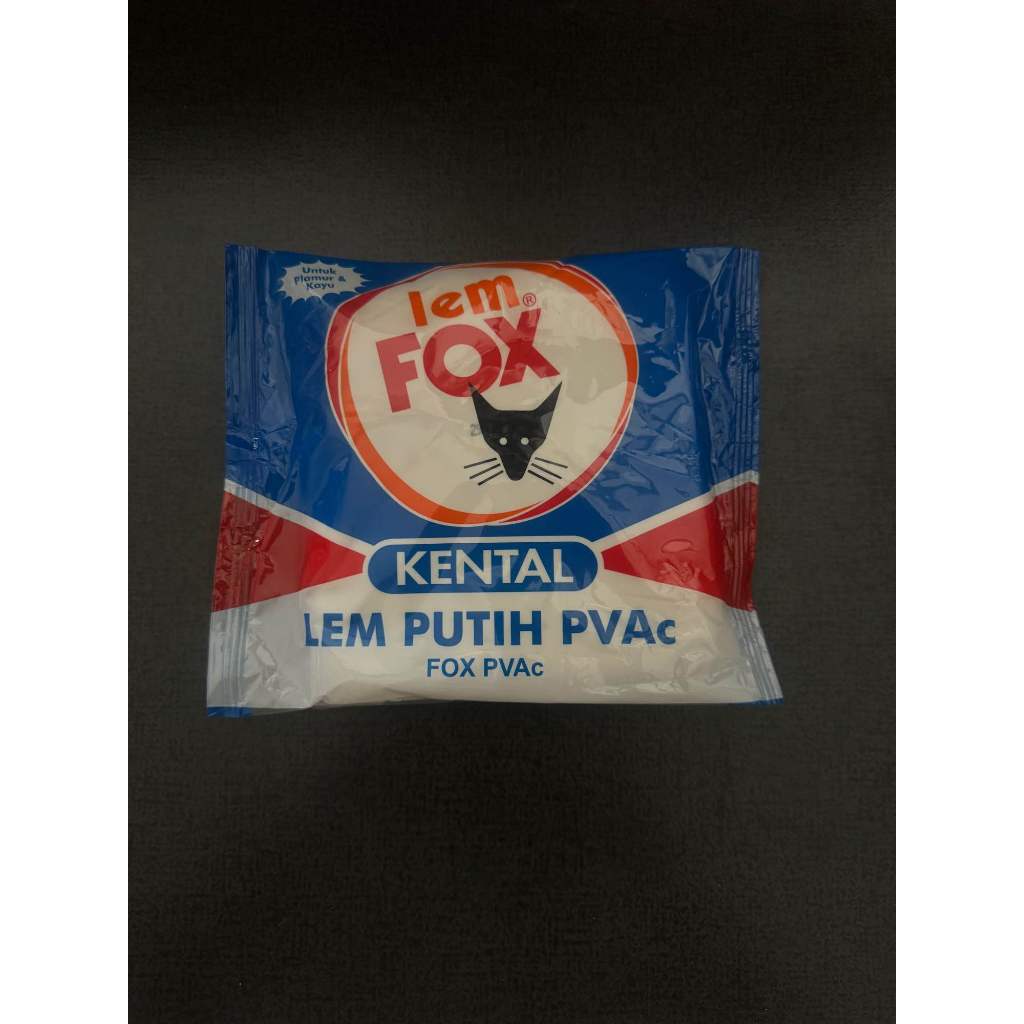 Untuk
Plamur &
Kayu
lem®
FOX
KENTAL
LEM PUTIH PVAc
FOX PVAc